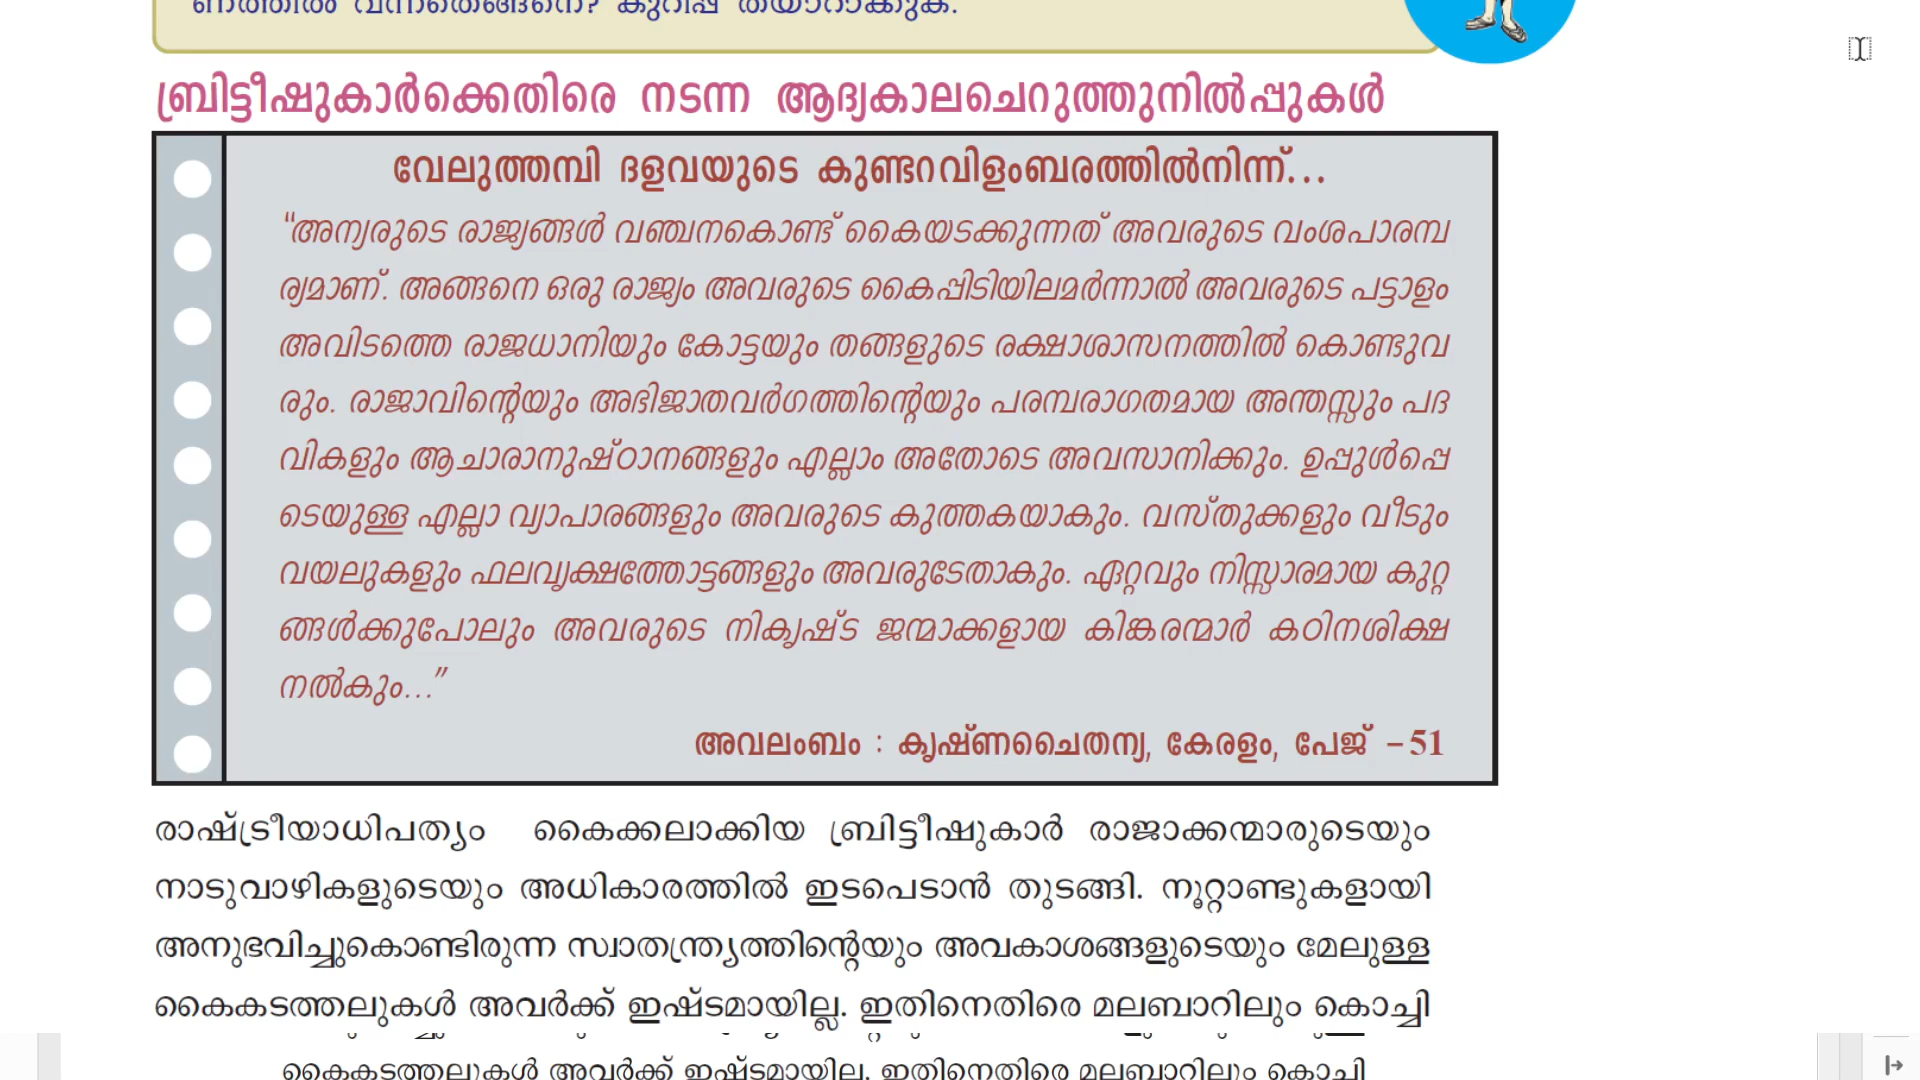 ണത്തിൽ വന്നതെങ്ങനെ? കുറിപ്പ് തയാറാക്കുക.
ബ്രിട്ടീഷുകാർക്കെതിരെ നടന്ന ആദ്യകാലചെറുത്തുനിൽപ്പുകൾ
വേലുത്തമ്പി ദളവയുടെ കുണ്ടറവിളംബരത്തിൽനിന്ന്...
“അന്യരുടെ രാജ്യങ്ങൾ വഞ്ചനകൊണ്ട് കൈയടക്കുന്നത് അവരുടെ വംശപാരമ്പ
ര്യമാണ്. അങ്ങനെ ഒരു രാജ്യം അവരുടെ കൈപ്പിടിയിലമർന്നാൽ അവരുടെ പട്ടാളം
അവിടത്തെ രാജധാനിയും കോട്ടയും തങ്ങളുടെ രക്ഷാശാസനത്തിൽ കൊണ്ടുവ
രും. രാജാവിന്റെയും അഭിജാതവർഗത്തിന്റെയും പരമ്പരാഗതമായ അന്തസ്സും പദ
വികളും ആചാരാനുഷ്ഠാനങ്ങളും എല്ലാം അതോടെ അവസാനിക്കും. ഉപ്പുൾപ്പെ
ടെയുള്ള എല്ലാ വ്യാപാരങ്ങളും അവരുടെ കുത്തകയാകും. വസ്തുക്കളും വീടും
വയലുകളും ഫലവൃക്ഷത്തോട്ടങ്ങളും അവരുടേതാകും. ഏറ്റവും നിസ്സാരമായ കുറ്റ
ങ്ങൾക്കുപോലും അവരുടെ നികൃഷ്ട ജന്മാക്കളായ കിങ്കരന്മാർ കഠിനശിക്ഷ
നൽകും...”
അവലംബം : കൃഷ്ണചൈതന്യ, കേരളം, പേജ് –51
രാഷ്ട്രീയാധിപത്യം കൈക്കലാക്കിയ ബ്രിട്ടീഷുകാർ രാജാക്കന്മാരുടെയും
നാടുവാഴികളുടെയും അധികാരത്തിൽ ഇടപെടാൻ തുടങ്ങി. നൂറ്റാണ്ടുകളായി
അനുഭവിച്ചുകൊണ്ടിരുന്ന സ്വാതന്ത്ര്യത്തിന്റെയും അവകാശങ്ങളുടെയും മേലുള്ള
കൈകടത്തലുകൾ അവർക്ക് ഇഷ്ടമായില്ല. ഇതിനെതിരെ മലബാറിലും കൊച്ചി
കൈകടത്തലുകൾ അവർക്ക് ഇഷ്ടമായില്ല. ഇതിനെതിരെ മലബാറിലും കൊച്ചി